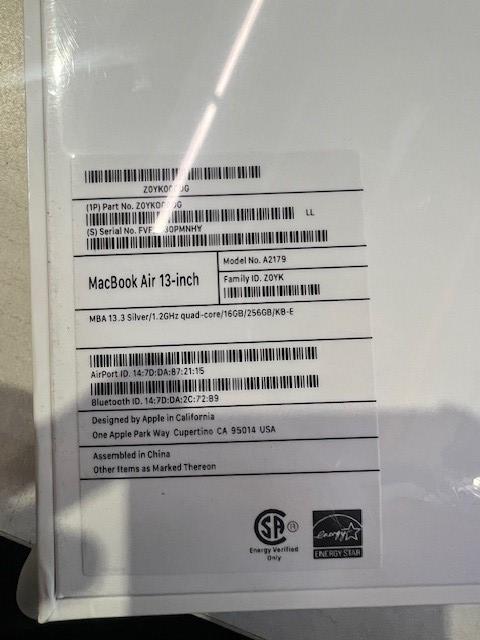 (1P) Part No.
LL
(S) Serial No.
MacBook Air 13-inch
Model No. A2179
Family ID. Z0YK
MBA 13.3 Silver/1.2GHz quad-core/16GB/256GB/KB-E
AirPort ID. 14:7D:DA:87:21:15
Bluetooth ID. 14:7D:DA:2C:72:B9
Designed by Apple in California
One Apple Park Way Cupertino CA 95014 USA
Assembled in China
Other Items as Marked Thereon
SA
®
Energy Verified
Only
energy
ENERGY STAR